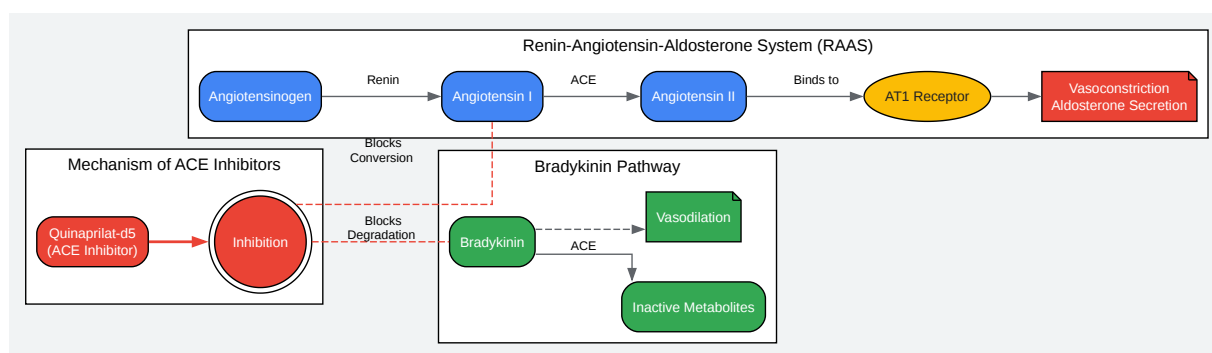 Renin-Angiotensin-Aldosterone System (RAAS)
Angiotensinogen
Renin
Angiotensin I
ACE
Angiotensin II
Binds to
AT1 Receptor
Vasoconstriction
Aldosterone Secretion
Blocks
Conversion
Mechanism of ACE Inhibitors
Quinaprilat-d5
(ACE Inhibitor)
Inhibition
Blocks
Degradation
Bradykinin Pathway
Bradykinin
Vasodilation
ACE
Inactive Metabolites